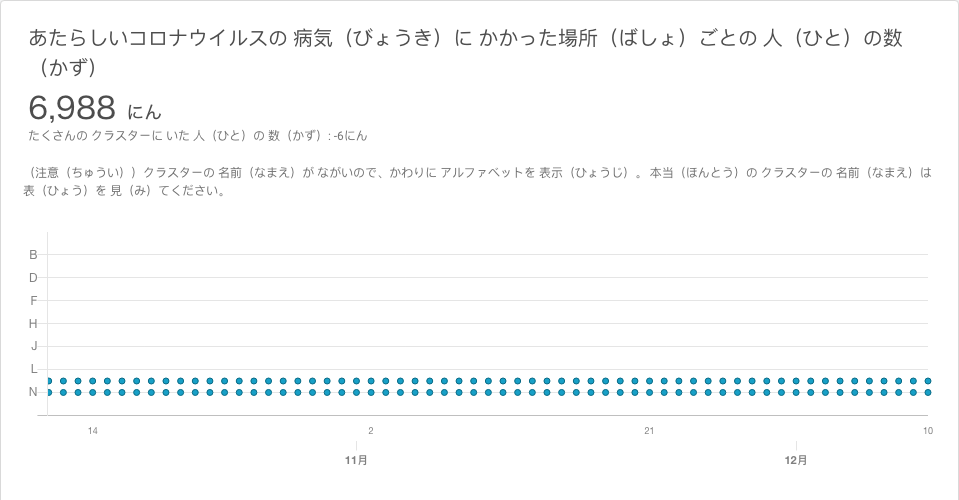 あたらしいコロナウイルスの 病気（びょうき）に かかった場所（ばしょ）ごとの 人（ひと）の数
（かず）
6,988 にん
たくさんの クラスターに いた 人（ひと）の 数（かず）: -6にん
（注意（ちゅうい））クラスターの 名前（なまえ）が ながいので、かわりに アルファベットを 表示（ひょうじ）。 本当（ほんとう）の クラスターの 名前（なまえ）は
表（ひょう）を 見（み）てください。
B
D
F
H
J
L
N
14 2 21 10
11月 12月